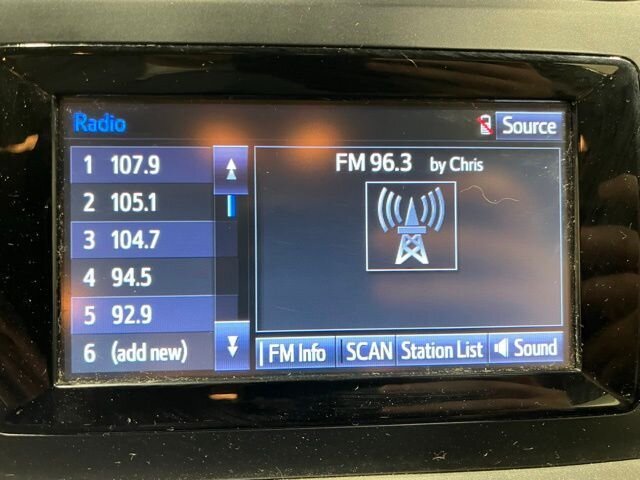 Radio
Source
1 107.9
2 105.1
3 104.7
4 94.5
5 92.9
6 (add new)
FM 96.3 by Chris
FM Info
SCAN
Station List
Sound